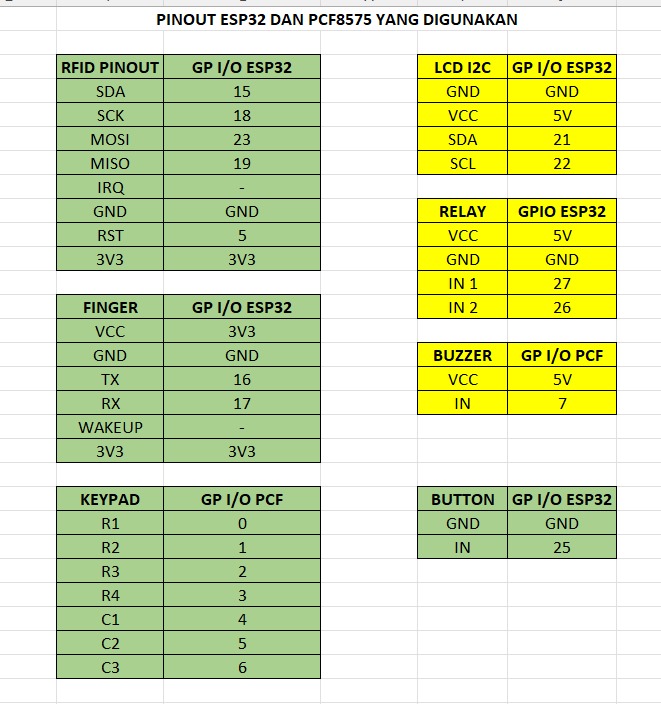 PINOUT ESP32 DAN PCF8575 YANG DIGUNAKAN
RFID PINOUT GP I/O ESP32
SDA 15
SCK 18
MOSI 23
MISO 19
IRQ -
GND GND
RST 5
3V3 3V3
FINGER GP I/O ESP32
VCC 3V3
GND GND
TX 16
RX 17
WAKEUP -
3V3 3V3
KEYPAD GP I/O PCF
R1 0
R2 1
R3 2
R4 3
C1 4
C2 5
C3 6
LCD I2C GP I/O ESP32
GND GND
VCC 5V
SDA 21
SCL 22
RELAY GPIO ESP32
VCC 5V
GND GND
IN 1 27
IN 2 26
BUZZER GP I/O PCF
VCC 5V
IN 7
BUTTON GP I/O ESP32
GND GND
IN 25